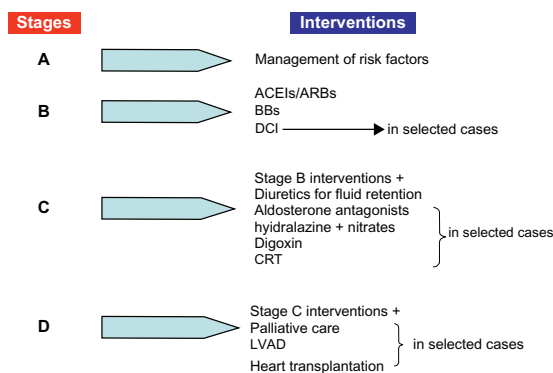 Stages Interventions
A Management of risk factors
ACEIs/ARBs
B BBs
DCI in selected cases
Stage B interventions +
Diuretics for fluid retention
C Aldosterone antagonists
hyidralazine + nitrates in selected cases
Digoxin
CRT
Stage C interventions +
D Palliative care
LVAD in selected cases
Heart transplantation